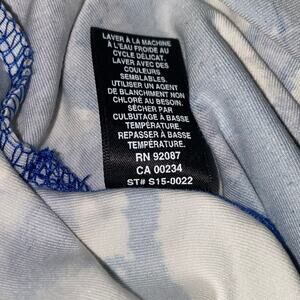 LAVER À LA MACHINE
À L'EAU FROIDE AU
CYCLE DÉLICAT.
LAVER AVEC DES
COULEURS
SEMBLABLES.
UTILISER UN AGENT
DE BLANCHIMENT NON
CHLORÉ AU BESOIN.
SÉCHER PAR
CULBUTAGE À BASSE
TEMPÉRATURE.
REPASSER À BASSE
TEMPÉRATURE.
RN 92087
CA 00234
ST# S15-0022